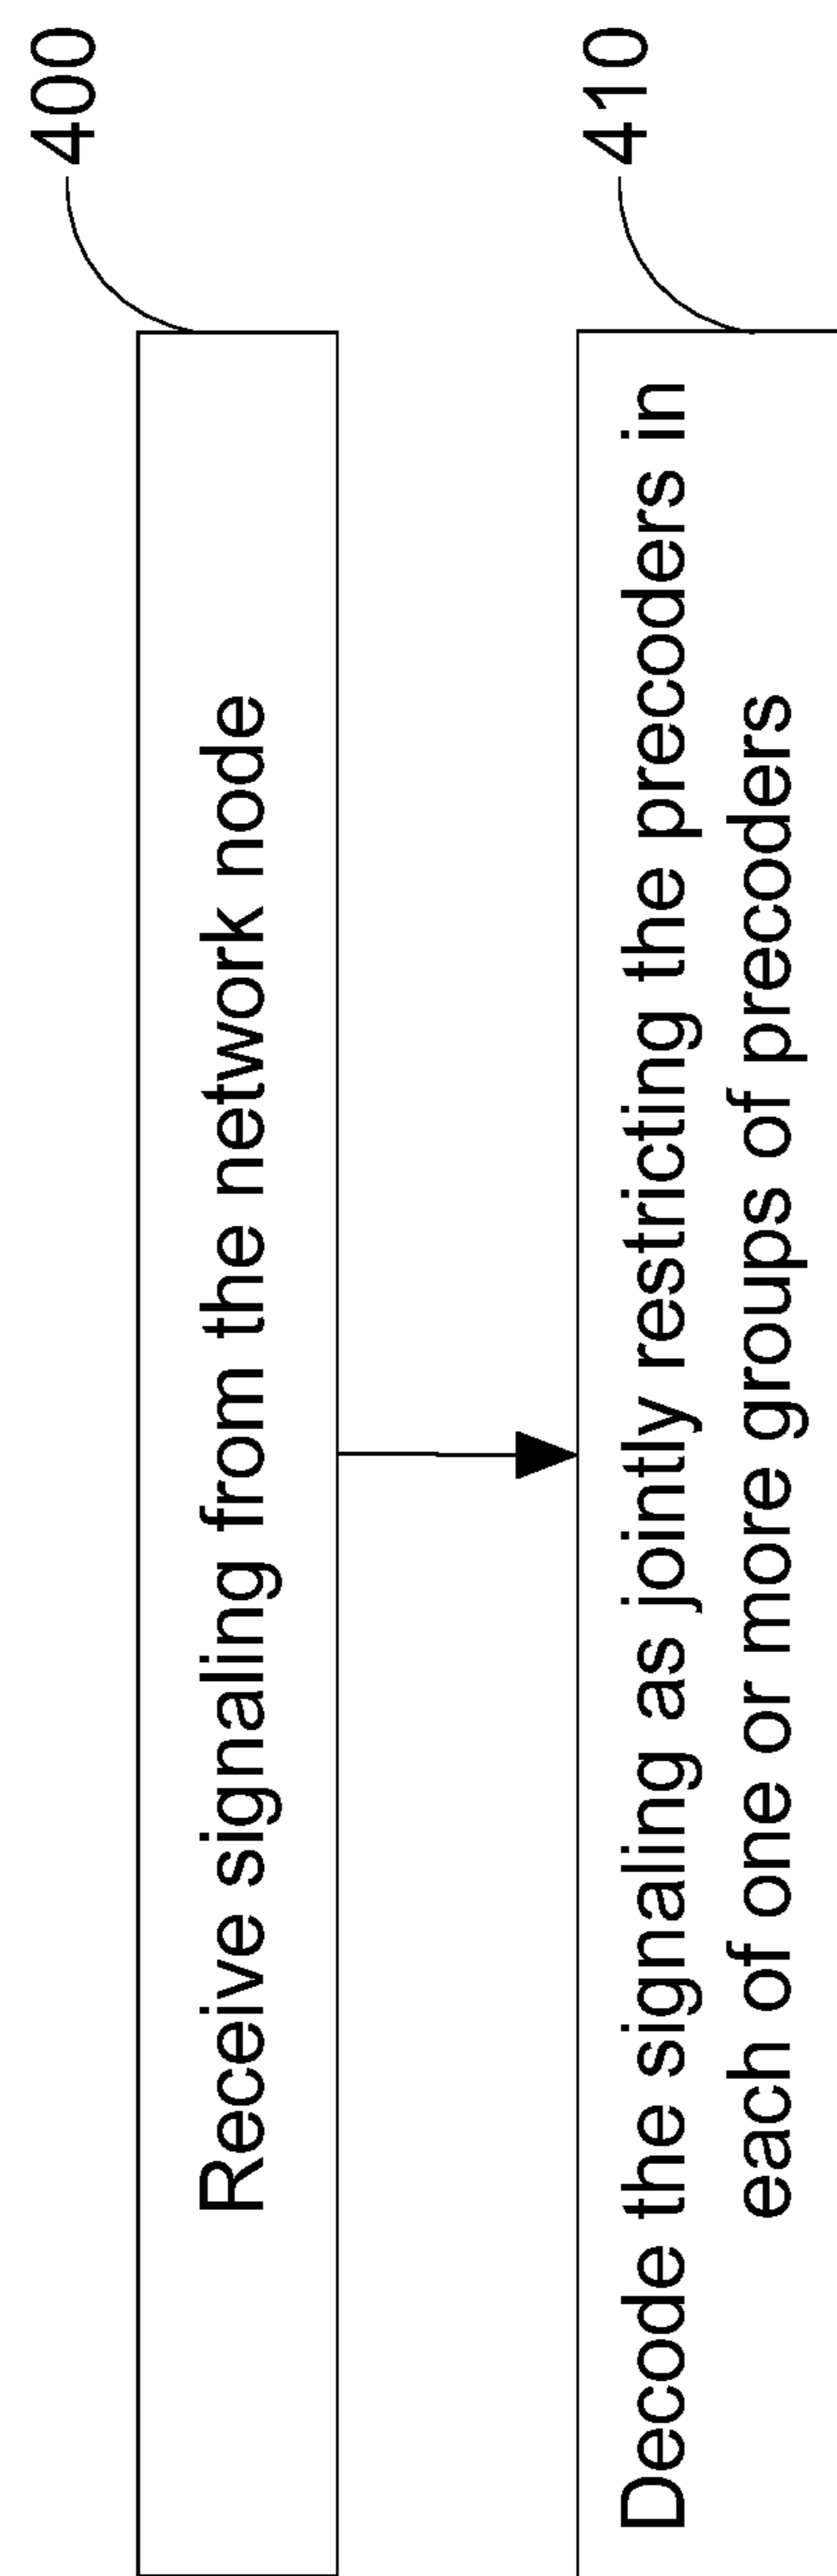 400
Receive signaling from the network node
410
Decode the signaling as jointly restricting the precoders in
each of one or more groups of precoders